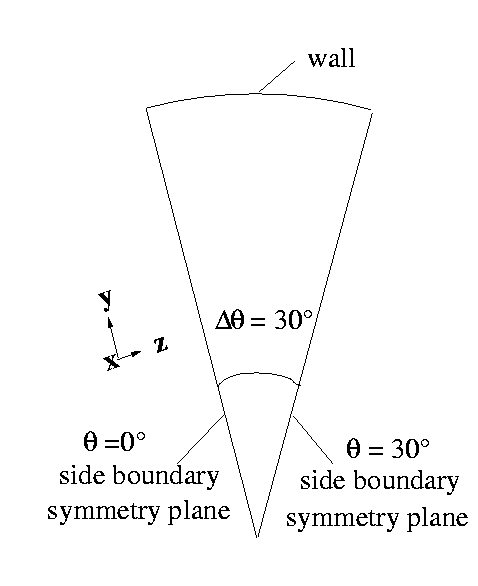 wall
Δθ = 30°
y
x
z
θ =0°
side boundary
symmetry plane
θ = 30°
side boundary
symmetry plane